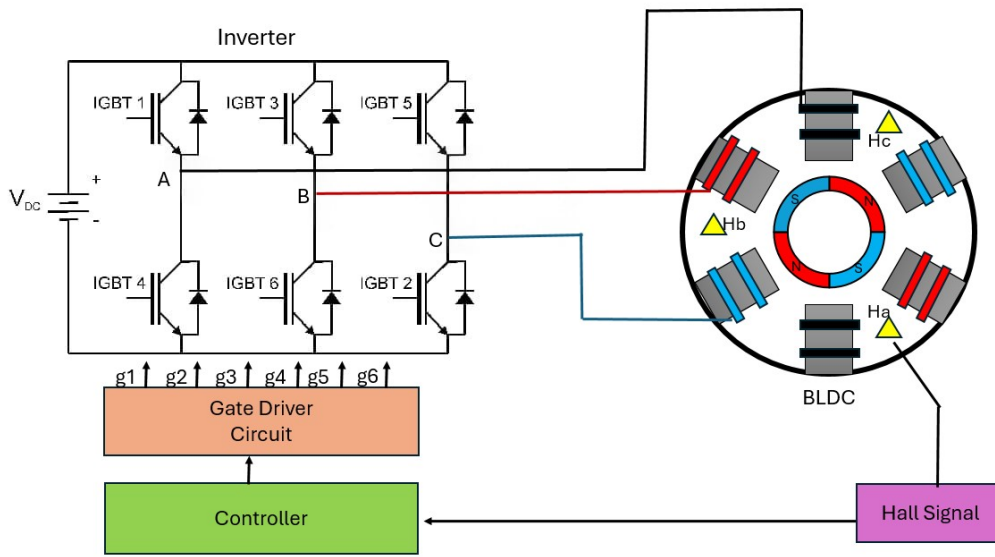 Inverter
IGBT 1
IGBT 3
IGBT 5
Hc
A
+
VDC
-
B
S
N
Hb
C
N
S
IGBT 4
IGBT 6
IGBT 2
Ha
g1
g2
g3
g4
g5
g6
BLDC
Gate Driver
Circuit
Controller
Hall Signal